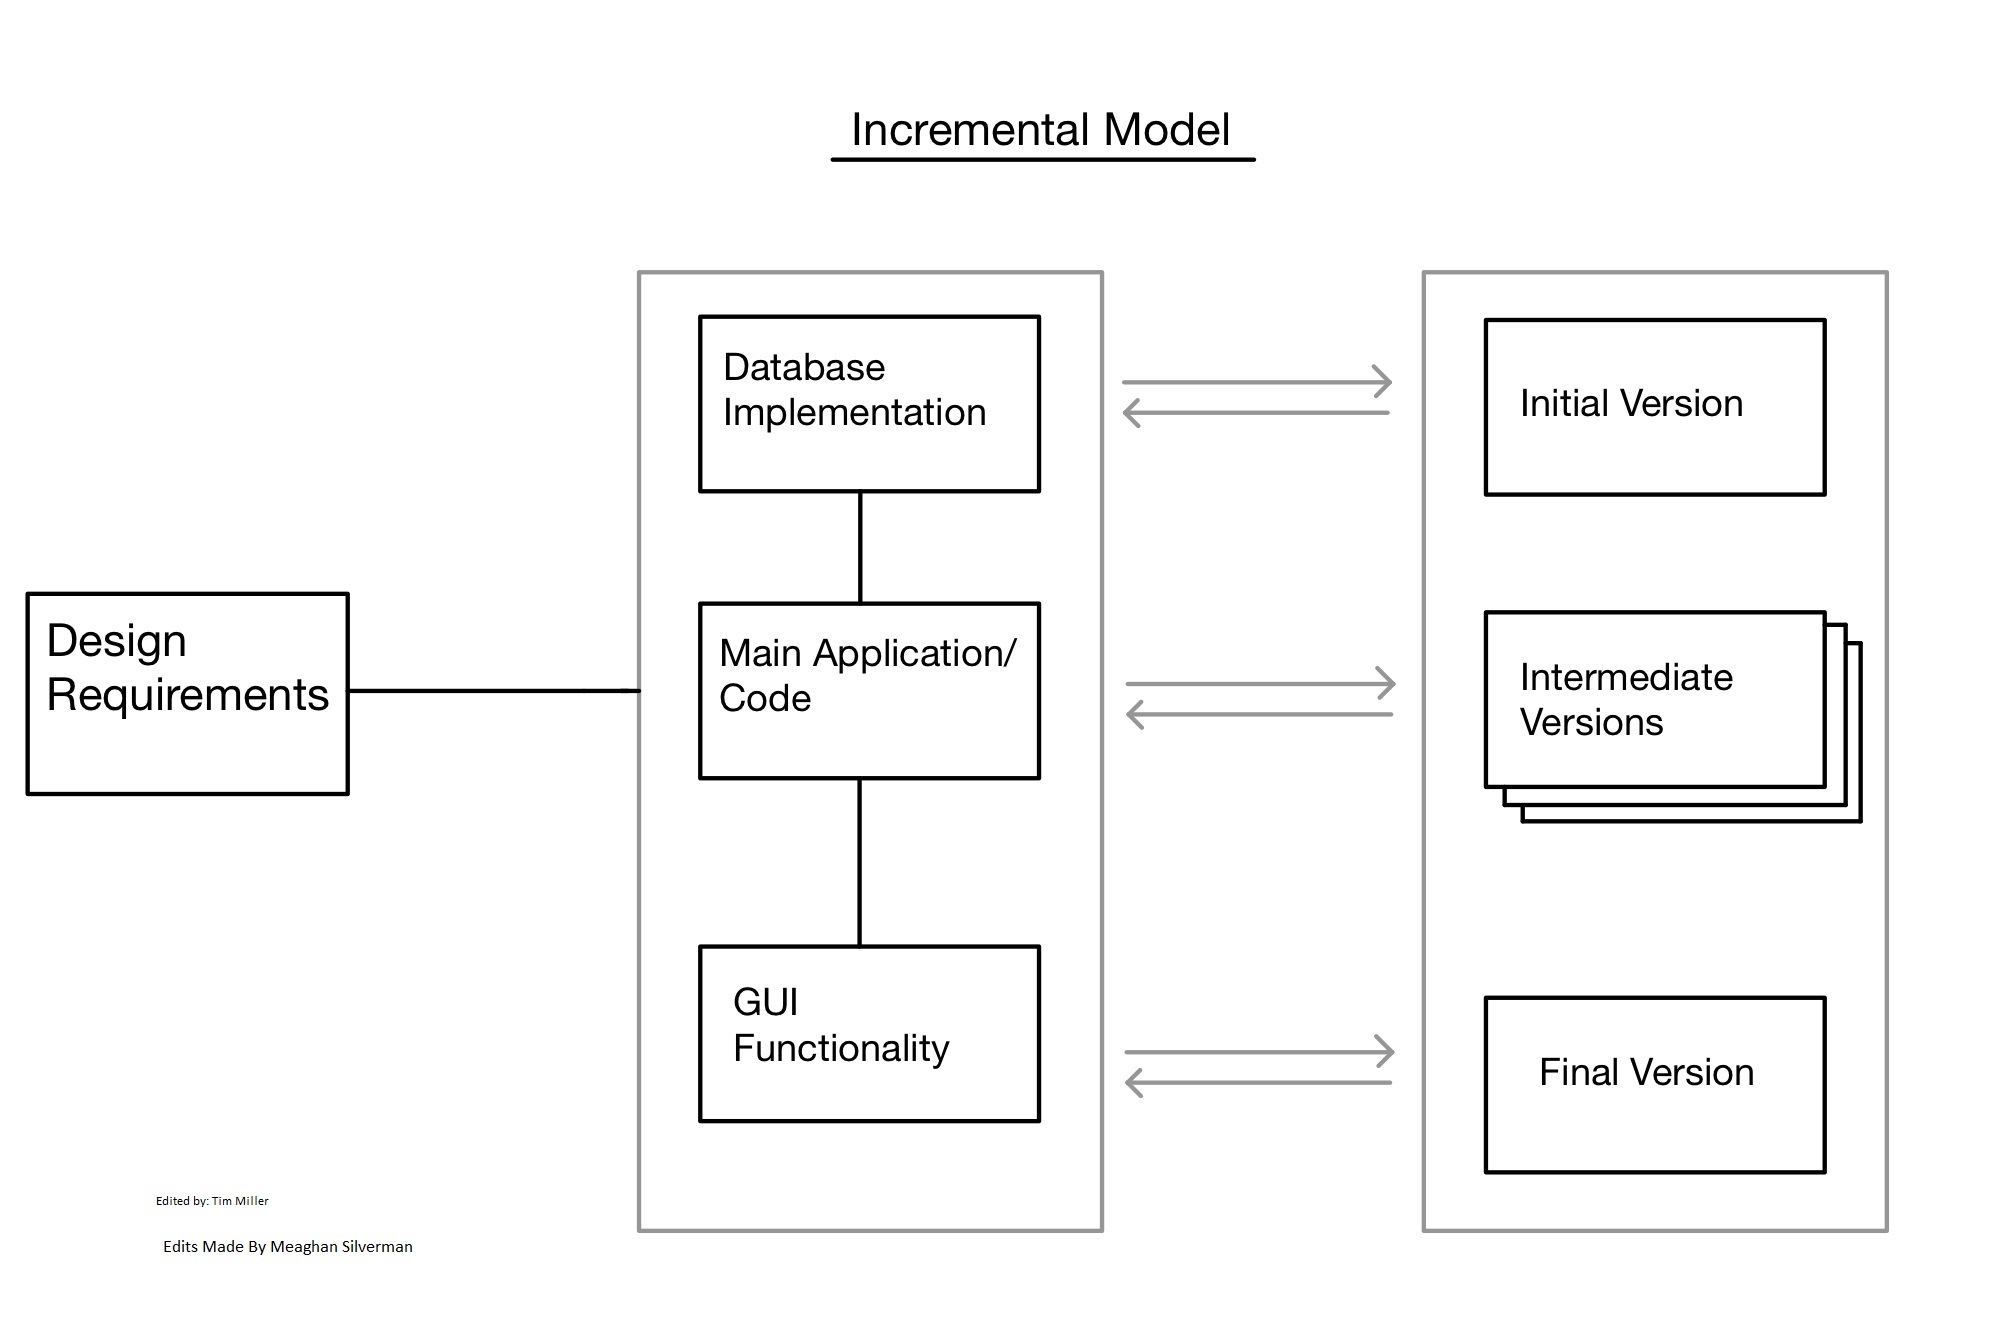 Incremental Model
Design
Requirements
Database
Implementation
Main Application/
Code
GUI
Functionality
Initial Version
Intermediate
Versions
Final Version
Edited by: Tim Miller
Edits Made By Meaghan Silverman